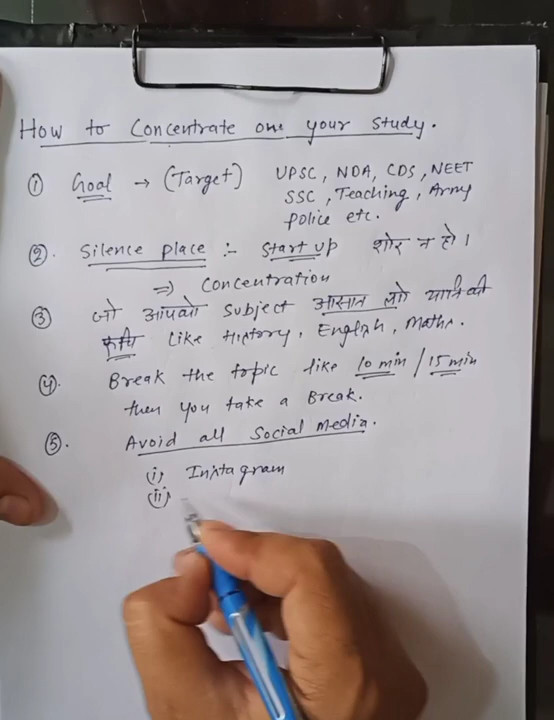 How to Concentrate one your Study.
① Goal → (Target) UPSC, NDA, CDS, NEET
SSC, Teaching, Army
police etc.
②. Silence place :- Start up शोर न हो।
⇒ Concentration
③ जो आपको Subject आसान लगे यानि की
रूचि like History, English, Maths.
④. Break the topic like 10 min / 15 min
then you take a Break.
⑤. Avoid all Social Media.
(i) Instagram
(ii)